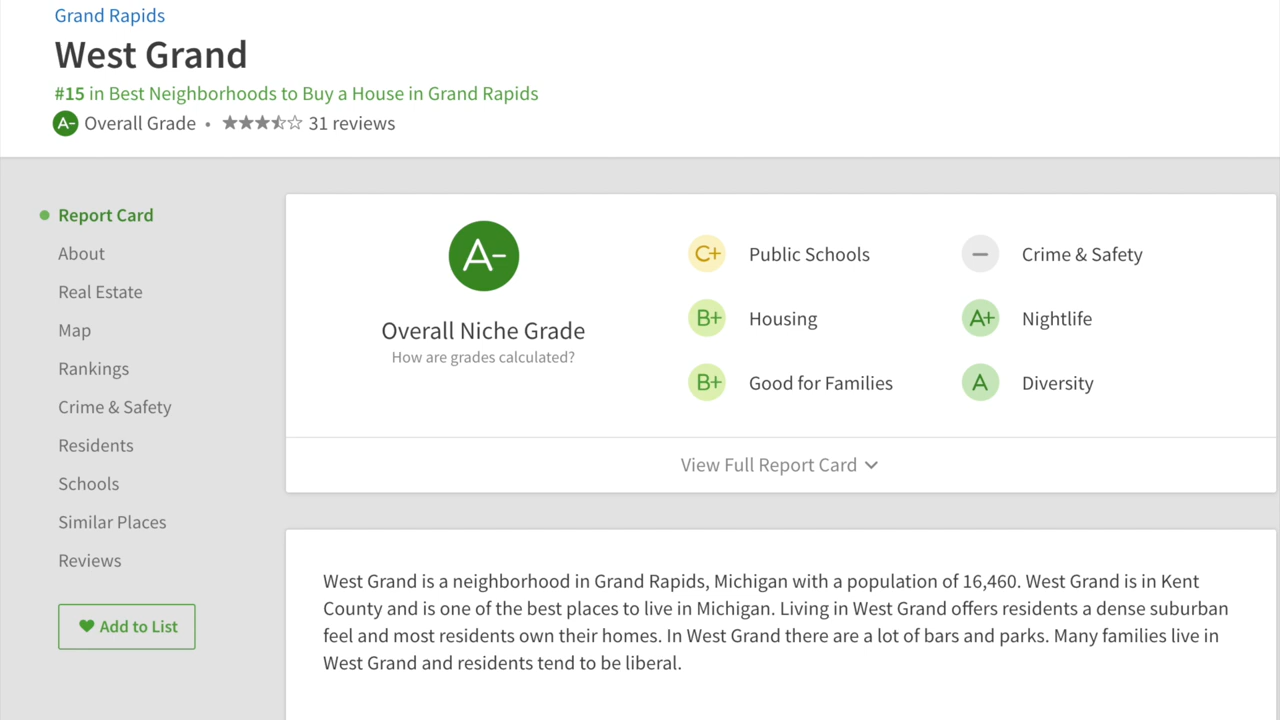 Grand Rapids
West Grand
#15 in Best Neighborhoods to Buy a House in Grand Rapids
A- Overall Grade • 31 reviews
Report Card
About
Real Estate
Map
Rankings
Crime & Safety
Residents
Schools
Similar Places
Reviews
Add to List
A-
Overall Niche Grade
How are grades calculated?
C+ Public Schools
B+ Housing
B+ Good for Families
– Crime & Safety
A+ Nightlife
A Diversity
View Full Report Card
West Grand is a neighborhood in Grand Rapids, Michigan with a population of 16,460. West Grand is in Kent
County and is one of the best places to live in Michigan. Living in West Grand offers residents a dense suburban
feel and most residents own their homes. In West Grand there are a lot of bars and parks. Many families live in
West Grand and residents tend to be liberal.